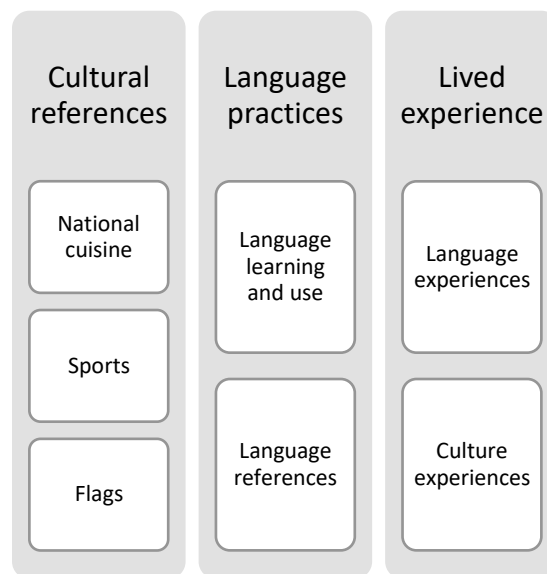 Cultural
references
National
cuisine
Sports
Flags
Language
practices
Language
learning
and use
Language
references
Lived
experience
Language
experiences
Culture
experiences